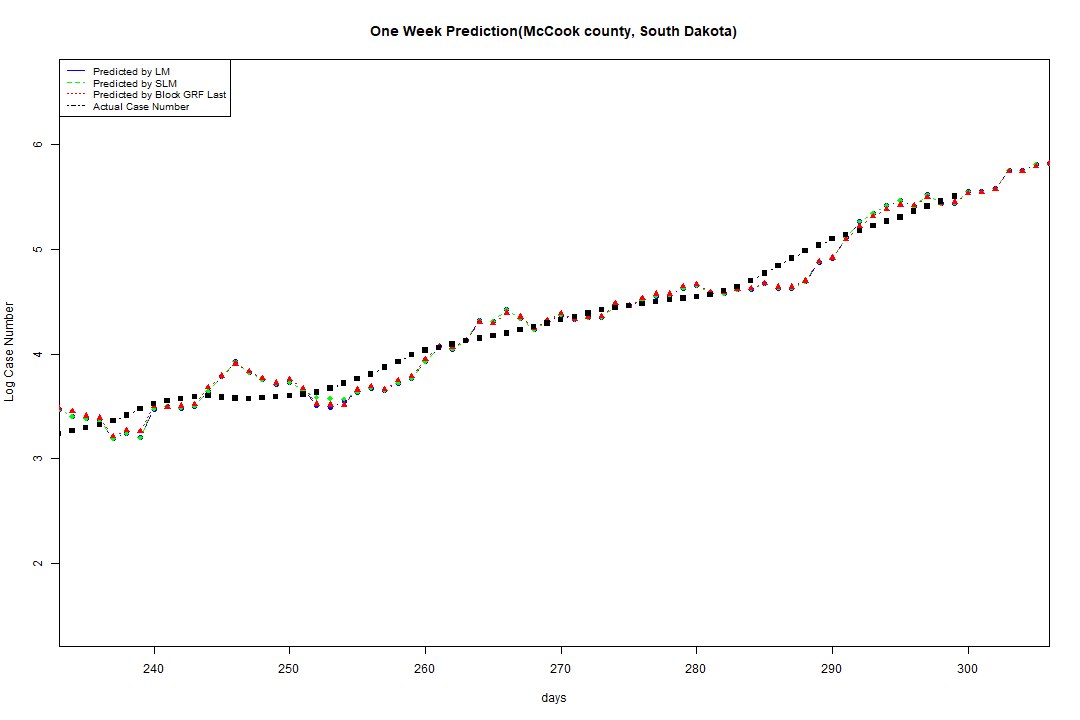 One Week Prediction(McCook county, South Dakota)
Predicted by LM
Predicted by SLM
Predicted by Block GRF Last
Actual Case Number
6
5
4
3
2
Log Case Number
240 250 260 270 280 290 300
days